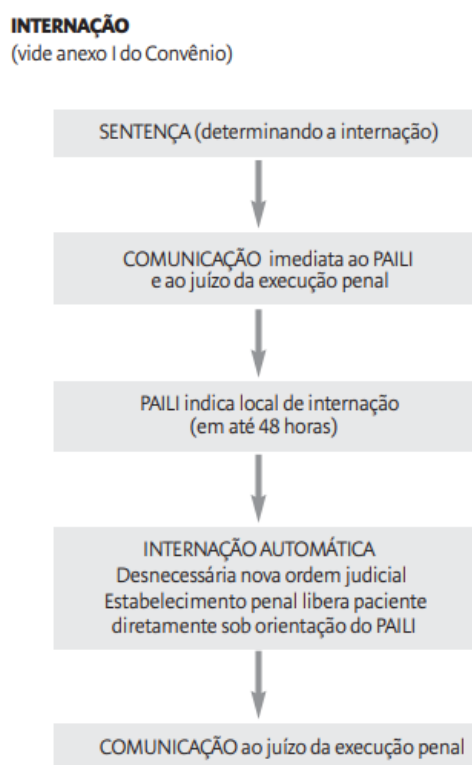 INTERNAÇÃO
(vide anexo I do Convênio)
SENTENÇA (determinando a internação)
COMUNICAÇÃO imediata ao PAILI
e ao juízo da execução penal
PAILI indica local de internação
(em até 48 horas)
INTERNAÇÃO AUTOMÁTICA
Desnecessária nova ordem judicial
Estabelecimento penal libera paciente
diretamente sob orientação do PAILI
COMUNICAÇÃO ao juízo da execução penal